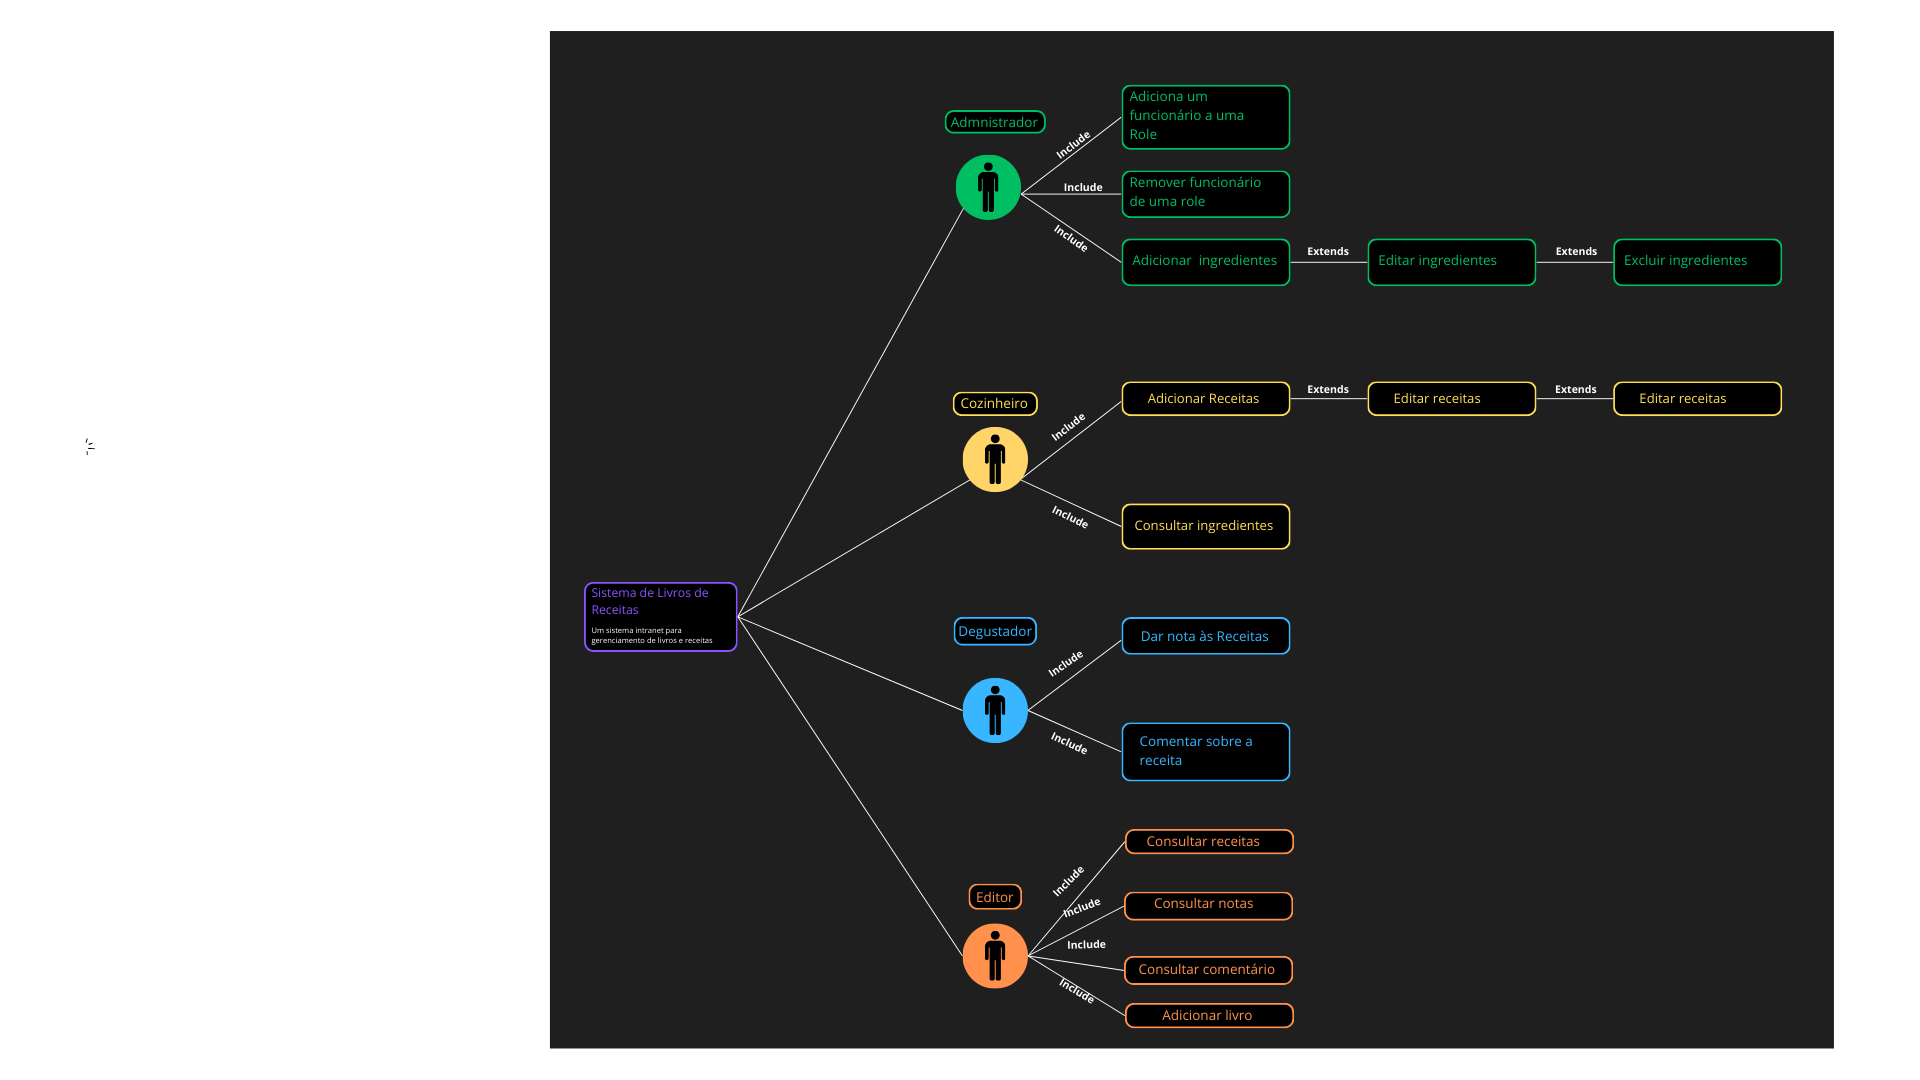 Admnistrador
Adiciona um
funcionário a uma
Role
Include
Include
Remover funcionário
de uma role
Include
Adicionar  ingredientes
Extends
Editar ingredientes
Extends
Excluir ingredientes
Cozinheiro
Include
Adicionar Receitas
Extends
Editar receitas
Extends
Editar receitas
Include
Consultar ingredientes
Sistema de Livros de
Receitas
Um sistema intranet para
gerenciamento de livros e receitas
Degustador
Include
Dar nota às Receitas
Include
Comentar sobre a
receita
Editor
Include
Consultar receitas
Include
Consultar notas
Include
Consultar comentário
Include
Adicionar livro